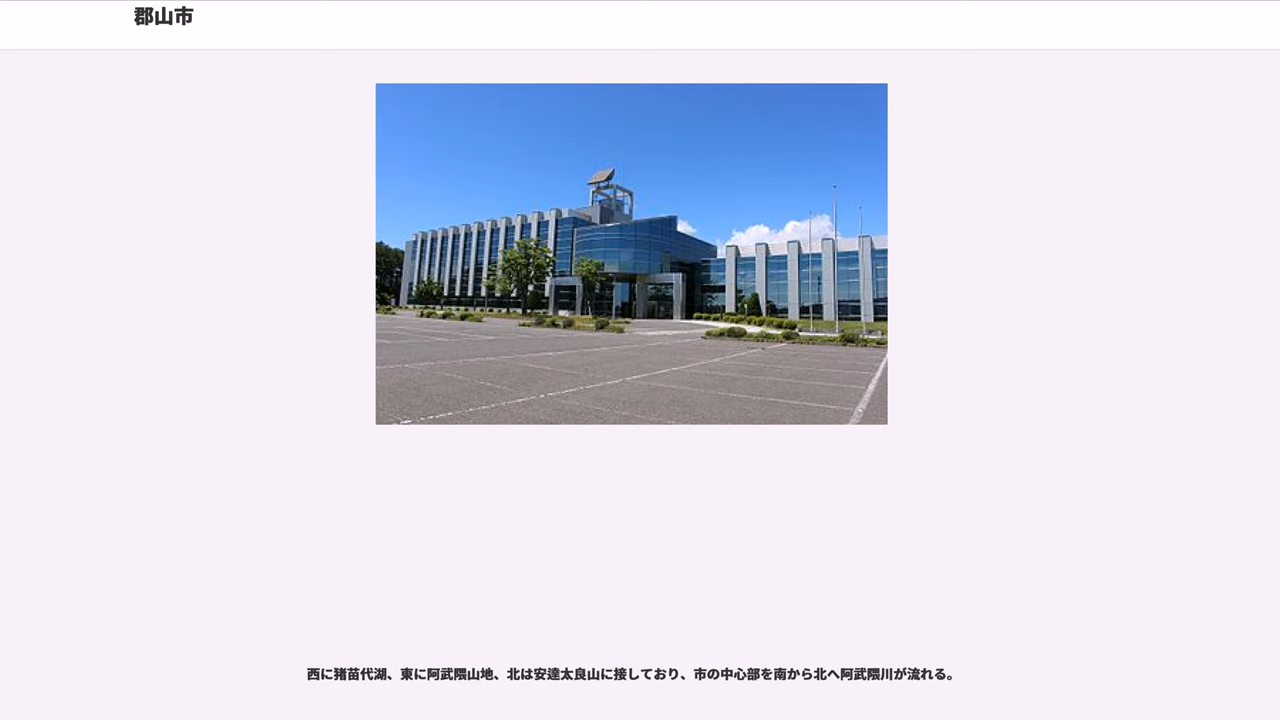 郡山市
西に猪苗代湖、東に阿武隈山地、北は安達太良山に接しており、市の中心部を南から北へ阿武隈川が流れる。